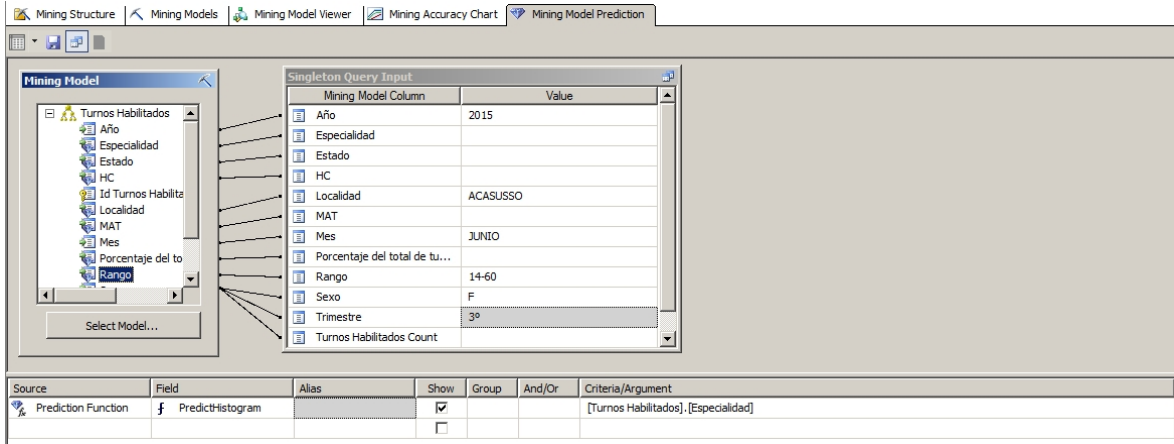 Mining Structure Mining Models Mining Model Viewer Mining Accuracy Chart Mining Model Prediction
Mining Model
Turnos Habilitados
Año
Especialidad
Estado
HC
Id Turnos Habilita
Localidad
MAT
Mes
Porcentaje del to
Rango
Select Model...
Singleton Query Input
Mining Model Column Value
Año 2015
Especialidad
Estado
HC
Localidad ACASUSSO
MAT
Mes JUNIO
Porcentaje del total de tu...
Rango 14-60
Sexo F
Trimestre 3º
Turnos Habilitados Count
Source Field Alias Show Group And/Or Criteria/Argument
Prediction Function PredictHistogram [Turnos Habilitados].[Especialidad]